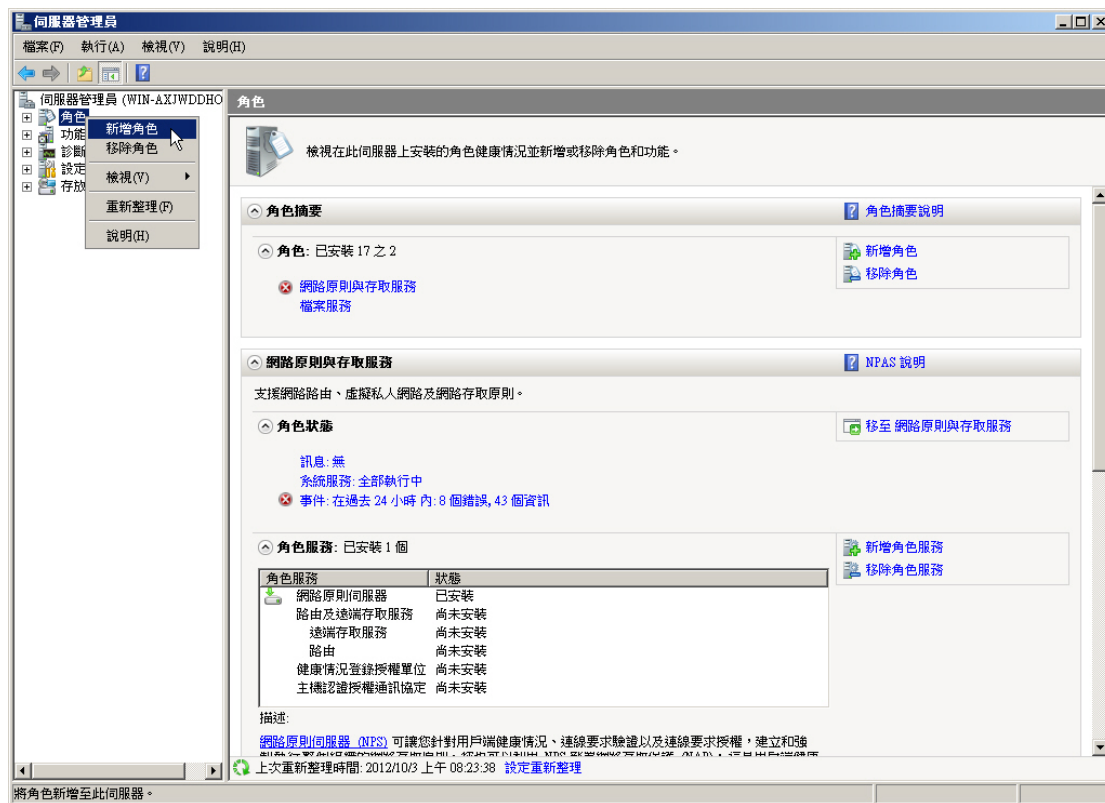 伺服器管理員
檔案(F) 執行(A) 檢視(V) 說明(H)
伺服器管理員 (WIN-AXJWDDHO
角色
功能
診斷
設定
存放
新增角色
移除角色
檢視(V)
重新整理(F)
說明(H)
角色
檢視在此伺服器上安裝的角色健康情況並新增或移除角色和功能。
角色摘要 角色摘要說明
角色: 已安裝 17 之 2 新增角色
移除角色
網路原則與存取服務
檔案服務
網路原則與存取服務 NPAS 說明
支援網路路由、虛擬私人網路及網路存取原則。
角色狀態 移至 網路原則與存取服務
訊息: 無
系統服務: 全部執行中
事件: 在過去 24 小時 內: 8 個錯誤, 43 個資訊
角色服務: 已安裝 1 個 新增角色服務
移除角色服務
角色服務 狀態
網路原則伺服器 已安裝
路由及遠端存取服務 尚未安裝
遠端存取服務 尚未安裝
路由 尚未安裝
健康情況登錄授權單位 尚未安裝
主機認證授權通訊協定 尚未安裝
描述:
網路原則伺服器 (NPS) 可讓您針對用戶端健康情況、連線要求驗證以及連線要求授權，建立和強
上次重新整理時間: 2012/10/3 上午 08:23:38 設定重新整理
將角色新增至此伺服器。